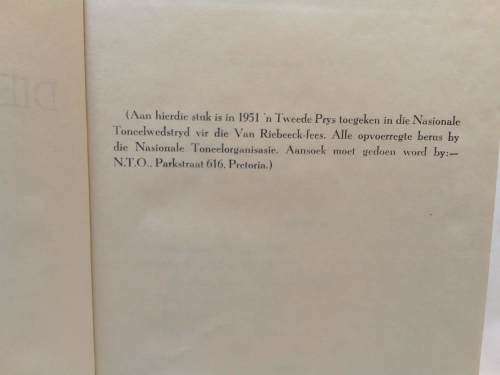 (Aan hierdie stuk is in 1951 'n Tweede Prys toegeken in die Nasionale
Toneelwedstryd vir die Van Riebeeck-fees. Alle opvoerregte berus by
die Nasionale Toneelorganisasie. Aansoek moet gedoen word by:—
N.T.O., Parkstraat 616, Pretoria.)